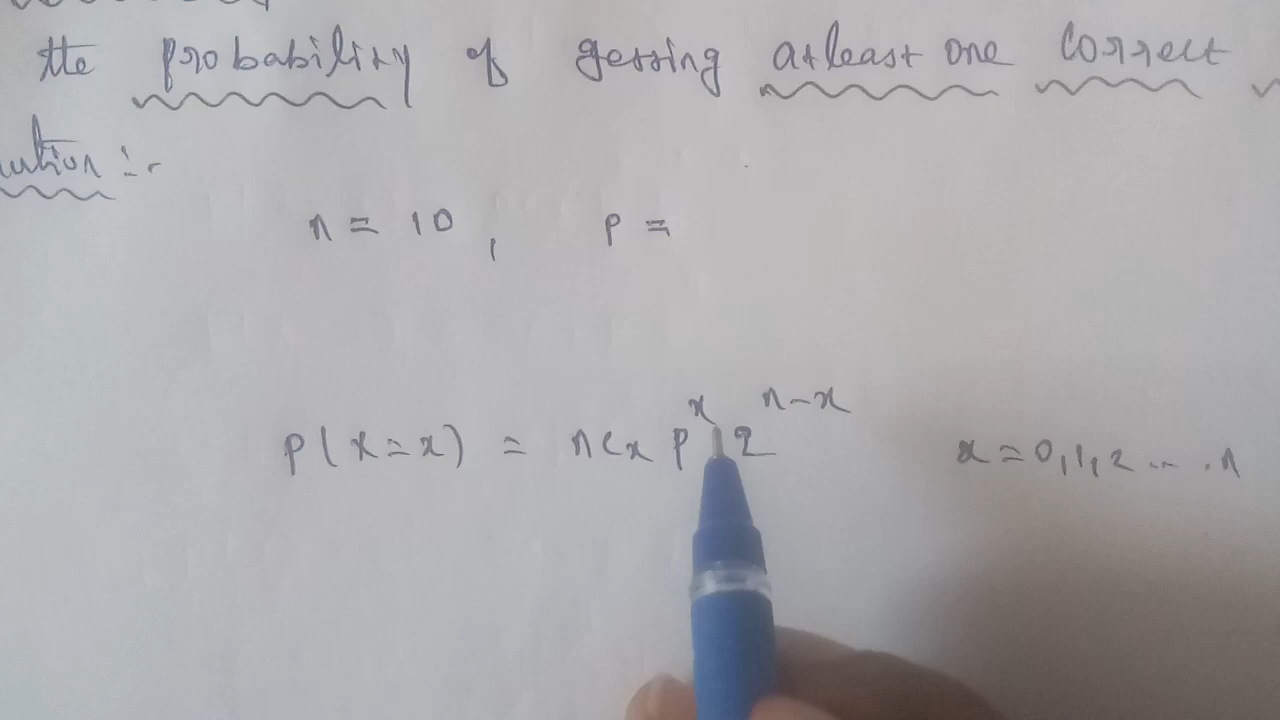 the probability of getting atleast one correct
ution :-
n = 10 , p =
p(x=x) = ncx p^x q^n-x x = 0,1,2 ... n